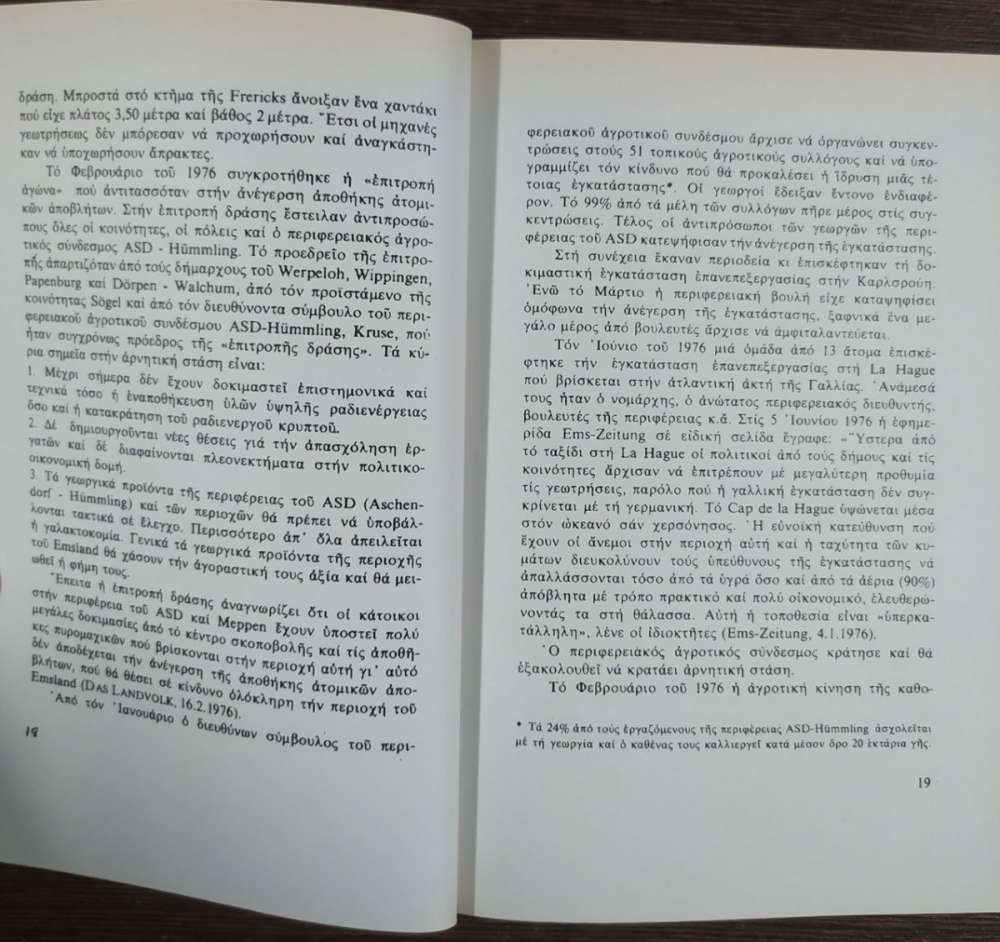 δράση. Μπροστά στό κτῆμα τῆς Frericks ἄνοιξαν ἕνα χαντάκι
πού εἶχε πλάτος 3,50 μέτρα καί βάθος 2 μέτρα. Ἔτσι οἱ μηχανές
γεωτρήσεως δέν μπόρεσαν νά προχωρήσουν καί ἀναγκάστη-
καν νά ὑποχωρήσουν ἄπρακτες.
Τό Φεβρουάριο τοῦ 1976 συγκροτήθηκε ἡ «ἐπιτροπή
ἀγώνα» πού ἀντιτασσόταν στήν ἀνέγερση ἀποθήκης ἀτομι-
κῶν ἀποβλήτων. Στήν ἐπιτροπή δράσης ἔστειλαν ἀντιπροσώ-
πους ὅλες οἱ κοινότητες, οἱ πόλεις καί ὁ περιφερειακός ἀγρο-
τικός σύνδεσμος ASD - Hümmling. Τό προεδρεῖο τῆς ἐπιτρο-
πῆς ἀπαρτιζόταν ἀπό τούς δήμαρχους τοῦ Werpeloh, Wippingen,
Papenburg καί Dörpen - Walchum, ἀπό τόν προϊστάμενο τῆς
κοινότητας Sögel καί ἀπό τόν διευθύνοντα σύμβουλο τοῦ περι-
φερειακοῦ ἀγροτικοῦ συνδέσμου ASD-Hümmling, Kruse, πού
ἦταν συγχρόνως πρόεδρος τῆς «ἐπιτροπῆς δράσης». Τά κύ-
ρια σημεῖα στήν ἀρνητική στάση εἶναι:
1. Μέχρι σήμερα δέν ἔχουν δοκιμαστεῖ ἐπιστημονικά καί
τεχνικά τόσο ἡ ἐναποθήκευση ὑλῶν ὑψηλῆς ραδιενέργειας
ὅσο καί ἡ κατακράτηση τοῦ ραδιενεργοῦ κρυπτοῦ.
2. Δέ δημιουργοῦνται νέες θέσεις γιά τήν ἀπασχόληση ἐρ-
γατῶν καί δέ διαφαίνονται πλεονεκτήματα στήν πολιτικο-
οικονομική δομή.
3. Τά γεωργικά προϊόντα τῆς περιφέρειας τοῦ ASD (Aschen-
dorf - Hümmling) καί τῶν περιοχῶν θά πρέπει νά ὑποβάλ-
λονται τακτικά σέ ἔλεγχο. Περισσότερο ἀπ' ὅλα ἀπειλεῖται
ἡ γαλακτοκομία. Γενικά τά γεωργικά προϊόντα τῆς περιοχῆς
τοῦ Emsland θά χάσουν τήν ἀγοραστική τους ἀξία καί θά μει-
ωθεῖ ἡ φήμη τους.
Ἔπειτα ἡ ἐπιτροπή δράσης ἀναγνωρίζει ὅτι οἱ κάτοικοι
στήν περιφέρεια τοῦ ASD καί Meppen ἔχουν ὑποστεῖ πολύ
μεγάλες δοκιμασίες ἀπό τό κέντρο σκοποβολῆς καί τίς ἀποθῆ-
κες πυρομαχικῶν πού βρίσκονται στήν περιοχή αὐτή γι' αὐτό
δέν ἀποδέχεται τήν ἀνέγερση τῆς ἀποθήκης ἀτομικῶν ἀπο-
βλήτων, πού θά θέσει σέ κίνδυνο ὁλόκληρη τήν περιοχή τοῦ
Emsland (DAS LANDVOLK, 16.2.1976).
Ἀπό τόν Ἰανουάριο ὁ διευθύνων σύμβουλος τοῦ περι-
18
φερειακοῦ ἀγροτικοῦ συνδέσμου ἄρχισε νά ὀργανώνει συγκεν-
τρώσεις στούς 51 τοπικούς ἀγροτικούς συλλόγους καί νά ὑπο-
γραμμίζει τόν κίνδυνο πού θά προκαλέσει ἡ ἵδρυση μιᾶς τέ-
τοιας ἐγκατάστασης*. Οἱ γεωργοί ἔδειξαν ἔντονο ἐνδιαφέ-
ρον. Τό 99% ἀπό τά μέλη τῶν συλλόγων πῆρε μέρος στίς συγ-
κεντρώσεις. Τέλος οἱ ἀντιπρόσωποι τῶν γεωργῶν τῆς περι-
φέρειας τοῦ ASD κατεψήφισαν τήν ἀνέγερση τῆς ἐγκατάστασης.
Στή συνέχεια ἔκαναν περιοδεία κι ἐπισκέφτηκαν τή δο-
κιμαστική ἐγκατάσταση ἐπανεπεξεργασίας στήν Καρλσρούη.
Ἐνῶ τό Μάρτιο ἡ περιφερειακή βουλή εἶχε καταψηφίσει
ὁμόφωνα τήν ἀνέγερση τῆς ἐγκατάστασης, ξαφνικά ἕνα με-
γάλο μέρος ἀπό βουλευτές ἄρχισε νά ἀμφιταλαντεύεται.
Τόν Ἰούνιο τοῦ 1976 μιά ὁμάδα ἀπό 13 ἄτομα ἐπισκέ-
φτηκε τήν ἐγκατάσταση ἐπανεπεξεργασίας στή La Hague
πού βρίσκεται στήν ἀτλαντική ἀκτή τῆς Γαλλίας. Ἀνάμεσά
τους ἦταν ὁ νομάρχης, ὁ ἀνώτατος περιφερειακός διευθυντής,
βουλευτές τῆς περιφέρειας κ.ἄ. Στίς 5 Ἰουνίου 1976 ἡ ἐφημε-
ρίδα Ems-Zeitung σέ εἰδική σελίδα ἔγραφε: «Ὕστερα ἀπό
τό ταξίδι στή La Hague οἱ πολιτικοί ἀπό τούς δήμους καί τίς
κοινότητες ἄρχισαν νά ἐπιτρέπουν μέ μεγαλύτερη προθυμία
τίς γεωτρήσεις, παρόλο πού ἡ γαλλική ἐγκατάσταση δέν συγ-
κρίνεται μέ τή γερμανική. Τό Cap de la Hague ὑψώνεται μέσα
στόν ὠκεανό σάν χερσόνησος. Ἡ εὐνοϊκή κατεύθυνση πού
ἔχουν οἱ ἄνεμοι στήν περιοχή αὐτή καί ἡ ταχύτητα τῶν κυ-
μάτων διευκολύνουν τούς ὑπεύθυνους τῆς ἐγκατάστασης νά
ἀπαλλάσσονται τόσο ἀπό τά ὑγρά ὅσο καί ἀπό τά ἀέρια (90%)
ἀπόβλητα μέ τρόπο πρακτικό καί πολύ οἰκονομικό, ἐλευθερώ-
νοντάς τα στή θάλασσα. Αὐτή ἡ τοποθεσία εἶναι «ὑπερκα-
τάλληλη», λένε οἱ ἰδιοκτῆτες (Ems-Zeitung, 4.1.1976).
Ὁ περιφερειακός ἀγροτικός σύνδεσμος κράτησε καί θά
ἐξακολουθεῖ νά κρατάει ἀρνητική στάση.
Τό Φεβρουάριο τοῦ 1976 ἡ ἀγροτική κίνηση τῆς καθο-
* Τά 24% ἀπό τούς ἐργαζόμενους τῆς περιφέρειας ASD-Hümmling ἀσχολεῖται
μέ τή γεωργία καί ὁ καθένας τους καλλιεργεῖ κατά μέσον ὅρο 20 ἑκτάρια γῆς.
19